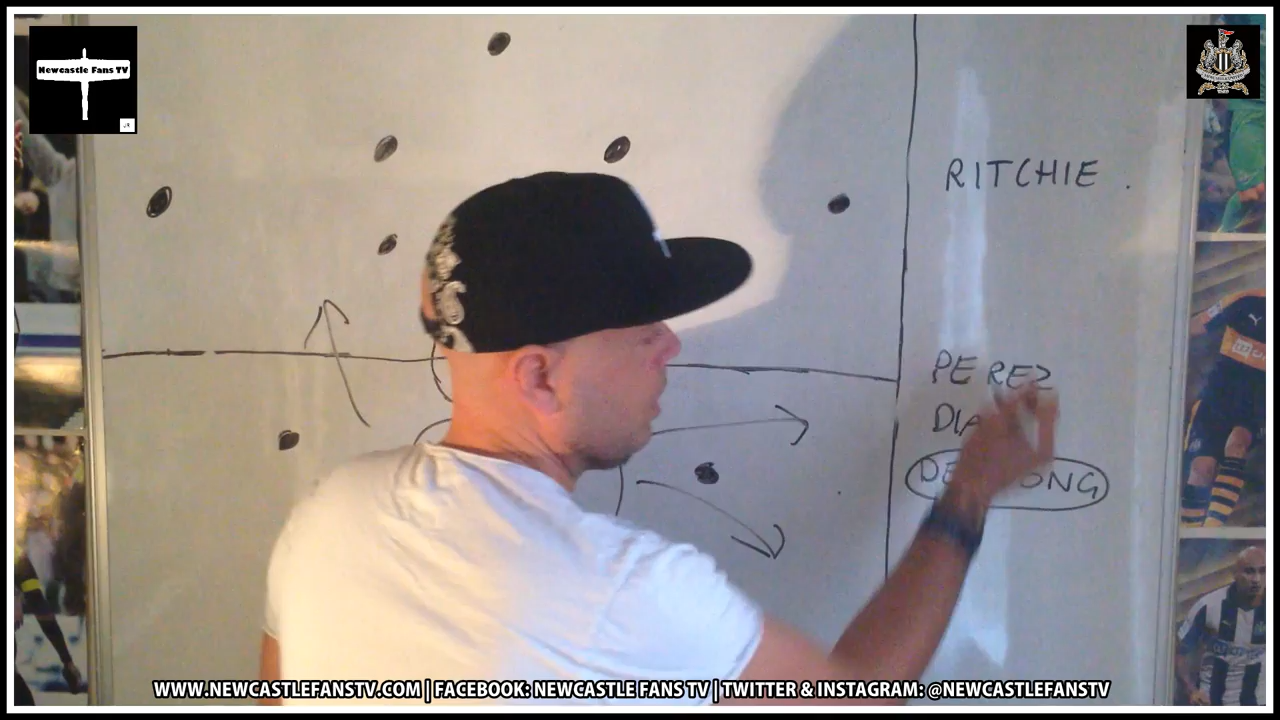 Newcastle Fans TV
RITCHIE .
PEREZ
WWW.NEWCASTLEFANSTV.COM | FACEBOOK: NEWCASTLE FANS TV | TWITTER & INSTAGRAM: @NEWCASTLEFANSTV